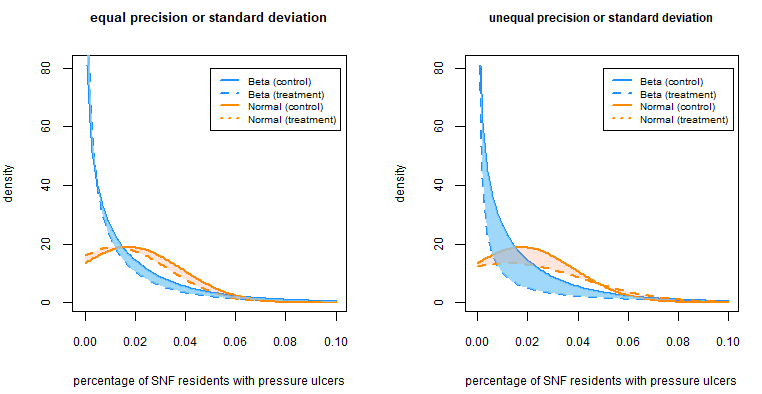 equal precision or standard deviation
density
80
60
40
20
0
Beta (control)
Beta (treatment)
Normal (control)
Normal (treatment)
0.00 0.02 0.04 0.06 0.08 0.10
percentage of SNF residents with pressure ulcers
unequal precision or standard deviation
density
80
60
40
20
0
Beta (control)
Beta (treatment)
Normal (control)
Normal (treatment)
0.00 0.02 0.04 0.06 0.08 0.10
percentage of SNF residents with pressure ulcers